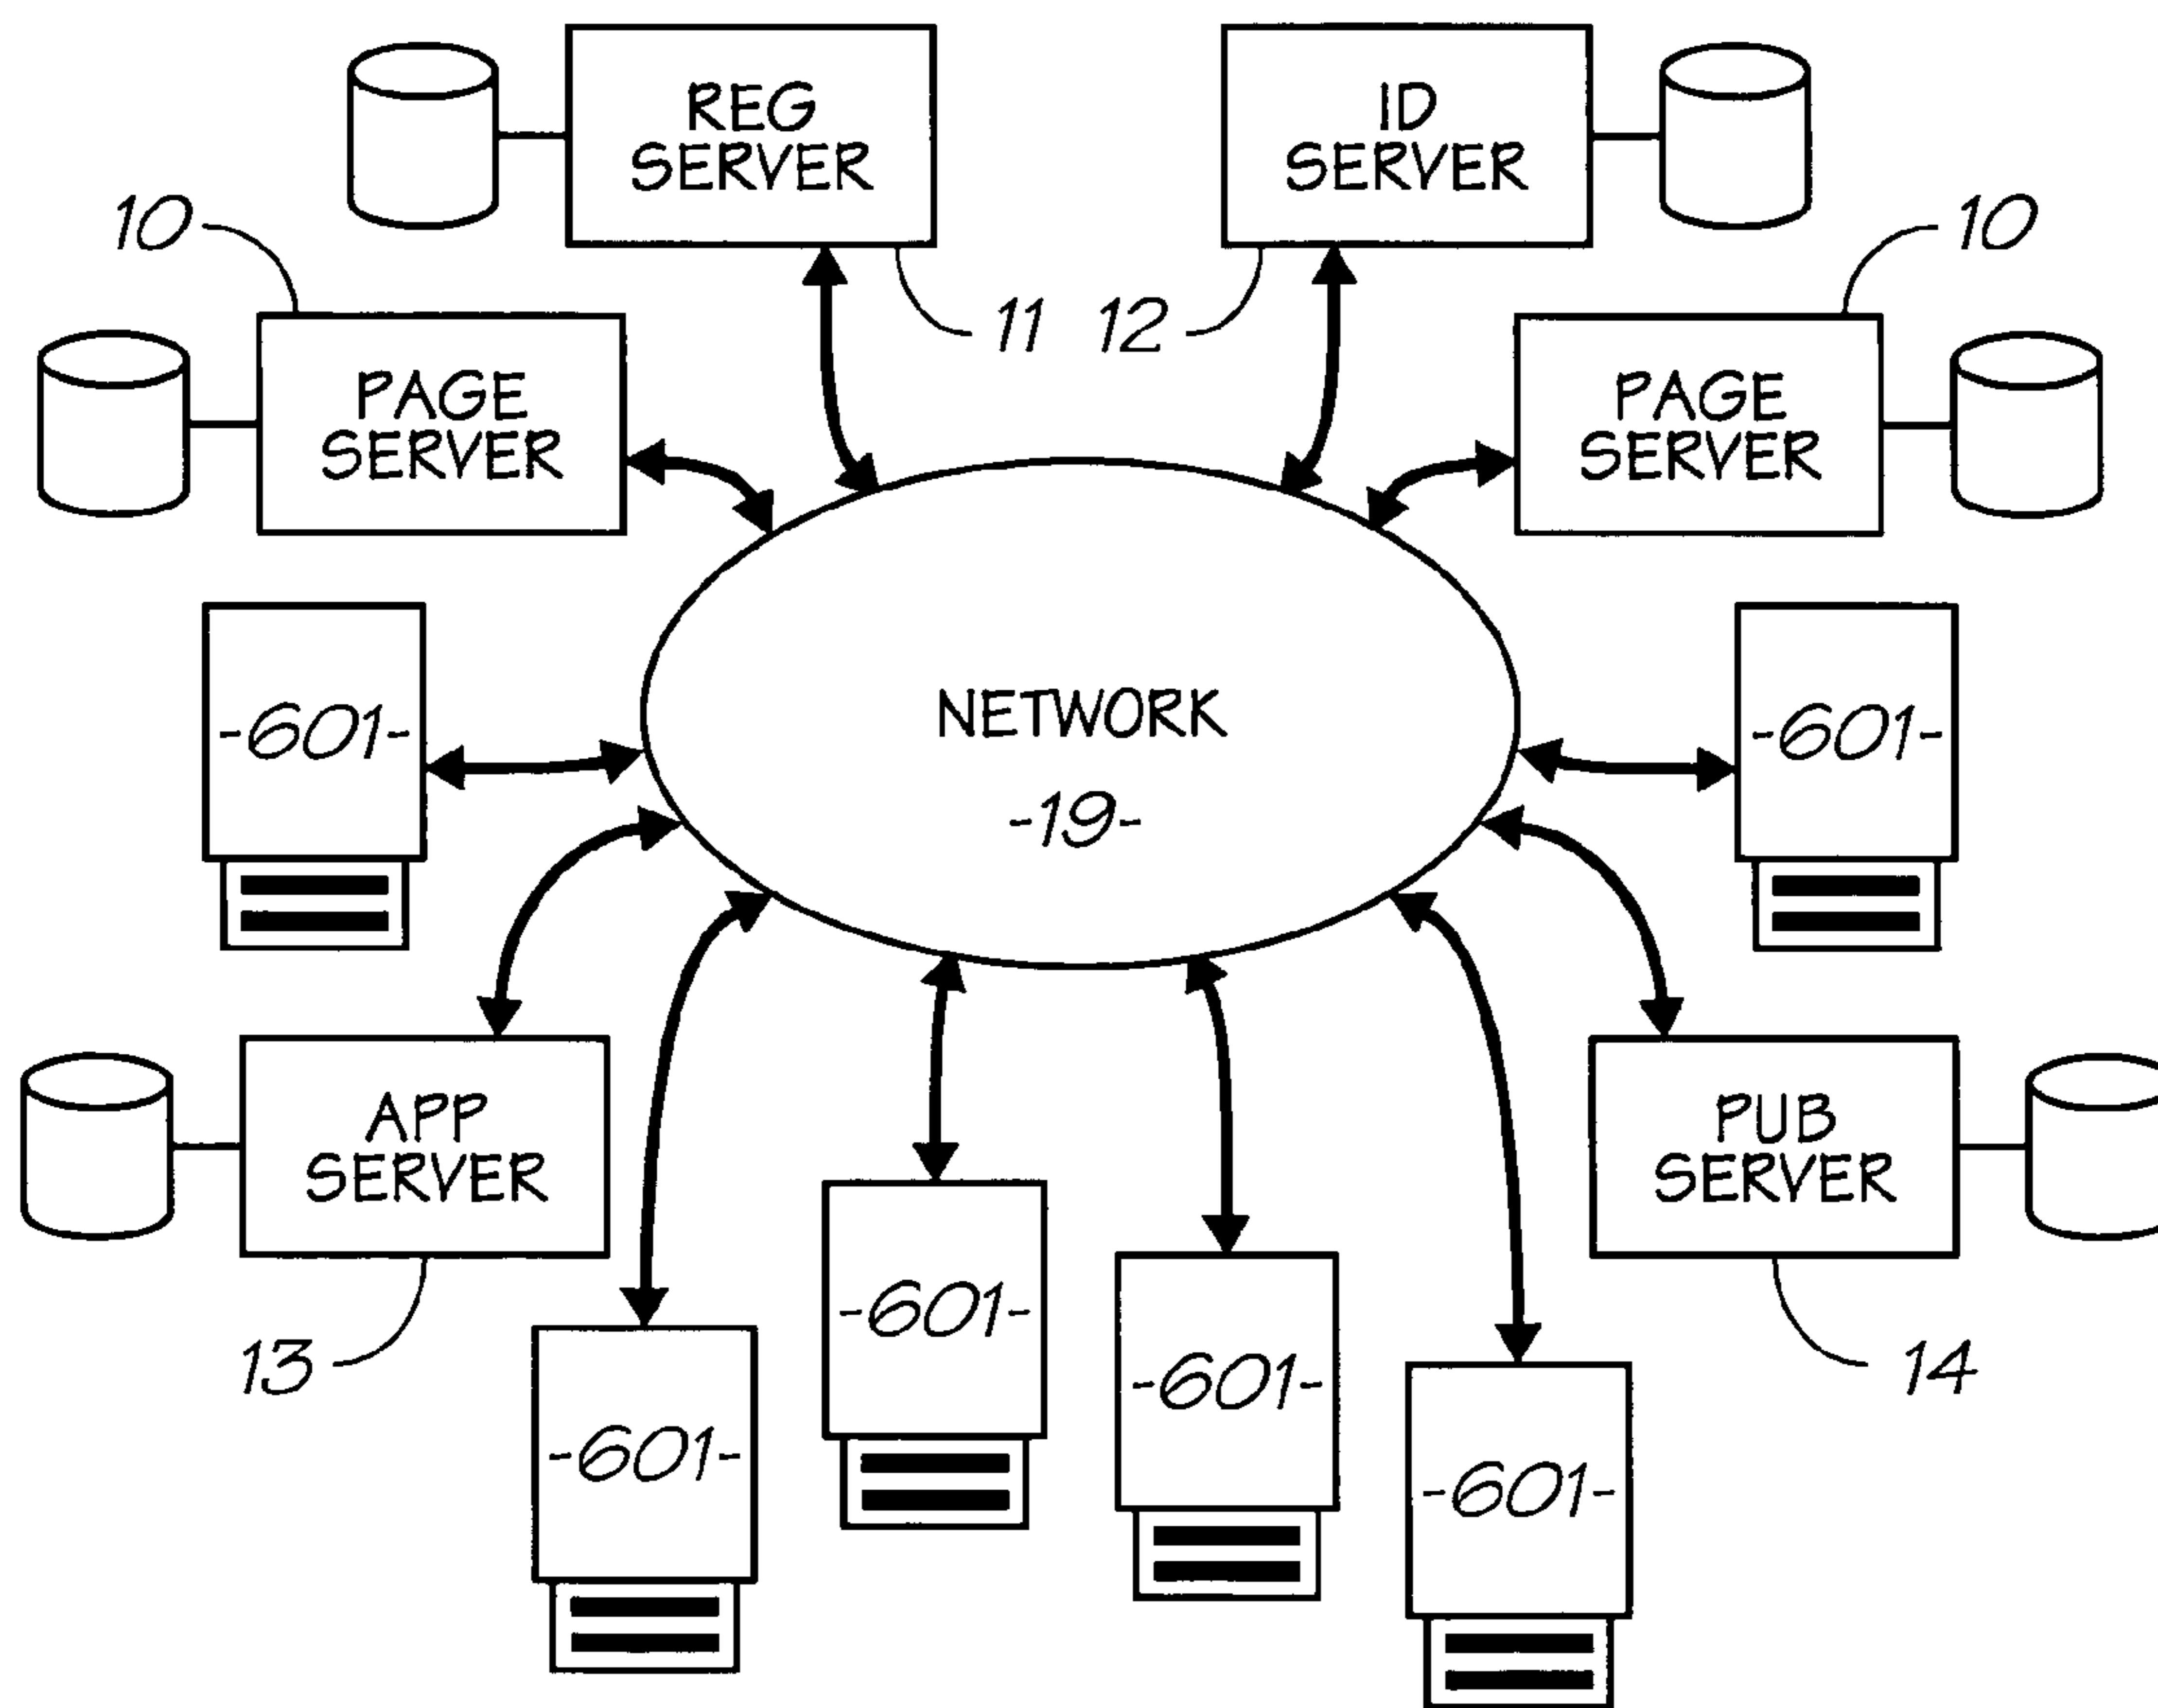 REG
SERVER
ID
SERVER
10
10
11
12
PAGE
SERVER
PAGE
SERVER
-601-
NETWORK
-19-
-601-
APP
SERVER
PUB
SERVER
13
14
-601-
-601-
-601-
-601-